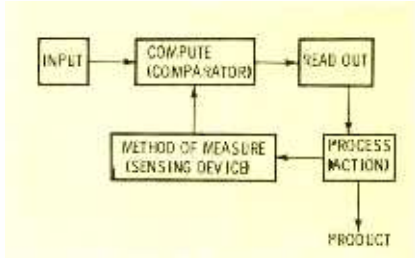 INPUT
COMPUTE
(COMPARATOR)
READ OUT
METHOD OF MEASURE
(SENSING DEVICE)
PROCESS
(ACTION)
PRODUCT